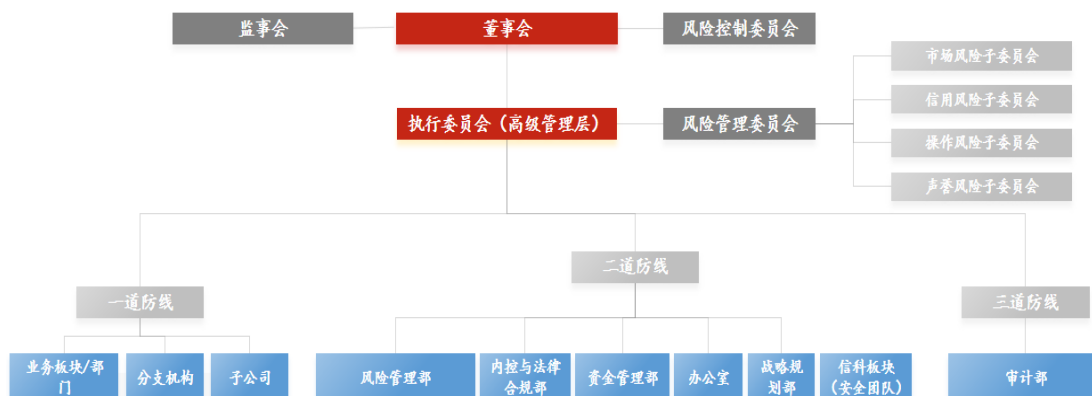 监事会
董事会
风险控制委员会
市场风险子委员会
信用风险子委员会
执行委员会（高级管理层）
风险管理委员会
操作风险子委员会
声誉风险子委员会
二道防线
一道防线
三道防线
业务板块/部
门
分支机构
子公司
风险管理部
内控与法律
合规部
资金管理部
办公室
战略规
划部
信科板块
（安全团队）
审计部